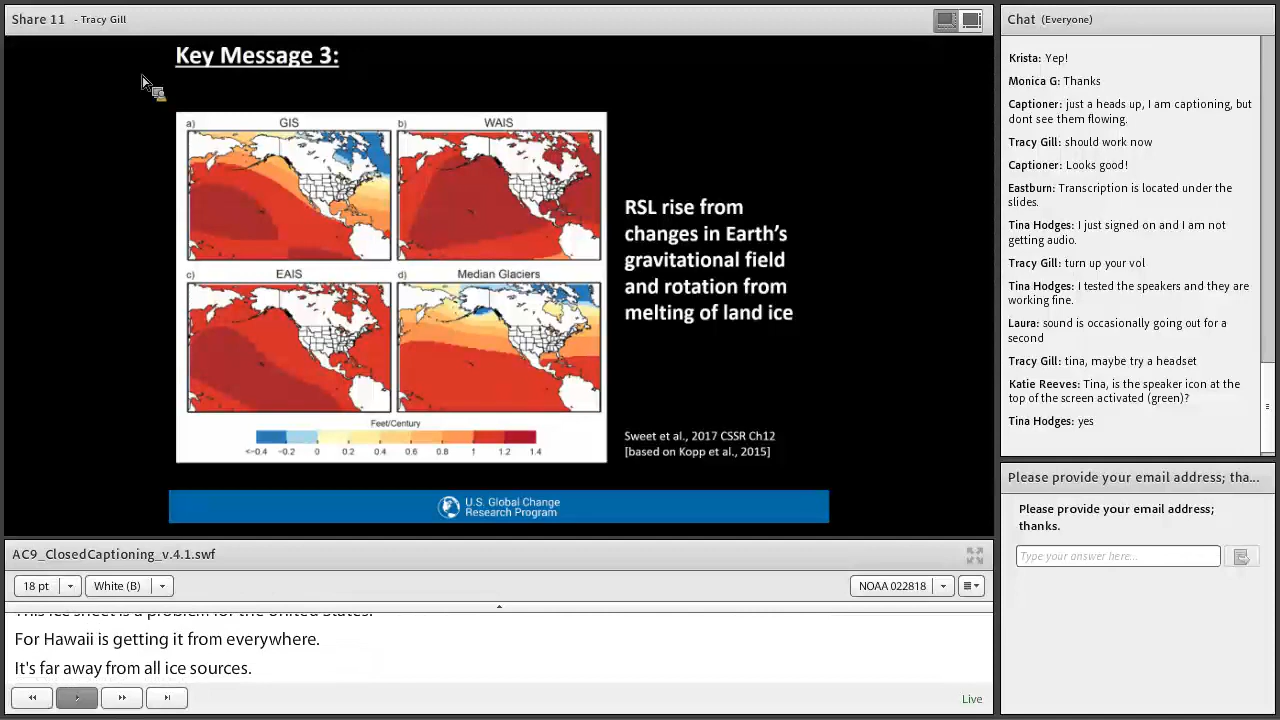 Share 11 - Tracy Gill
Key Message 3:
a) GIS
b) WAIS
c) EAIS
d) Median Glaciers
Feet/Century
<−0.4 −0.2 0 0.2 0.4 0.6 0.8 1 1.2 1.4
RSL rise from
changes in Earth's
gravitational field
and rotation from
melting of land ice
Sweet et al., 2017 CSSR Ch12
[based on Kopp et al., 2015]
U.S. Global Change
Research Program
AC9_ClosedCaptioning_v.4.1.swf
18 pt White (B) NOAA 022818
This ice sheet is a problem for the United States.
For Hawaii is getting it from everywhere.
It's far away from all ice sources.
Live
Chat (Everyone)
Krista: Yep!
Monica G: Thanks
Captioner: just a heads up, I am captioning, but
dont see them flowing.
Tracy Gill: should work now
Captioner: Looks good!
Eastburn: Transcription is located under the
slides.
Tina Hodges: I just signed on and I am not
getting audio.
Tracy Gill: turn up your vol
Tina Hodges: I tested the speakers and they are
working fine.
Laura: sound is occasionally going out for a
second
Tracy Gill: tina, maybe try a headset
Katie Reeves: Tina, is the speaker icon at the
top of the screen activated (green)?
Tina Hodges: yes
Please provide your email address; tha...
Please provide your email address;
thanks.
Type your answer here...